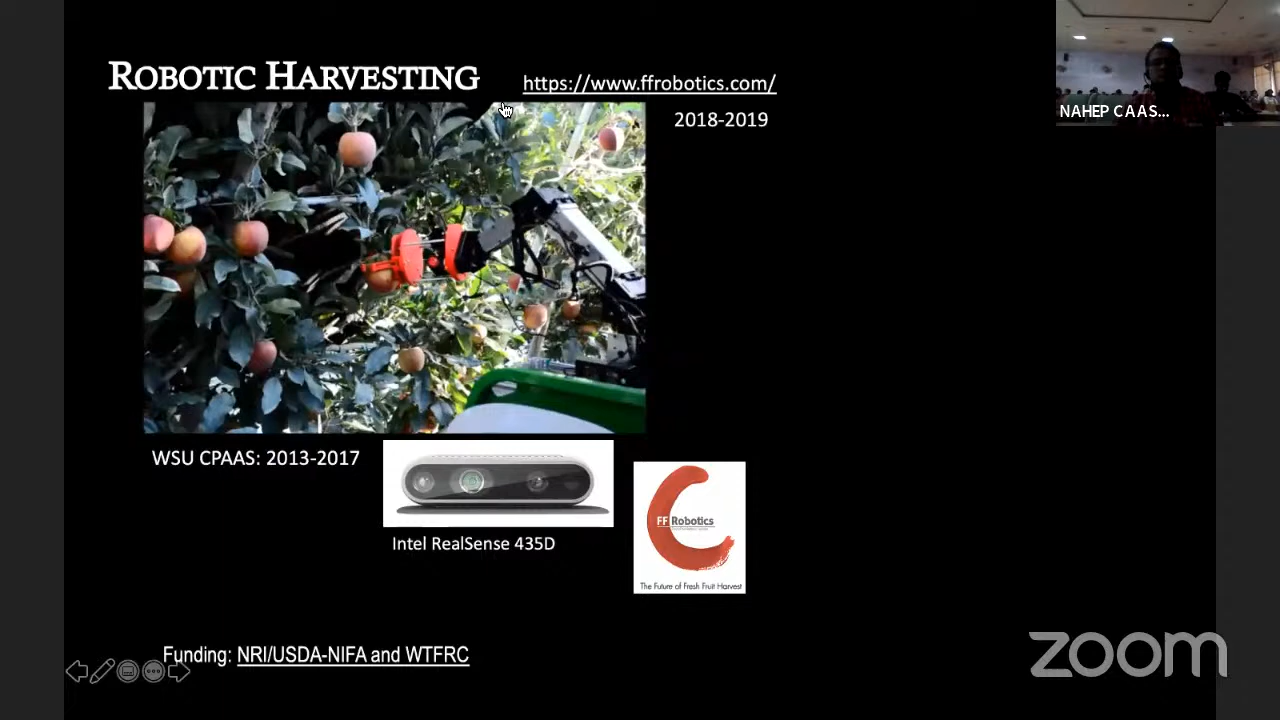 ROBOTIC HARVESTING
https://www.ffrobotics.com/
2018-2019
NAHEP CAAS...
WSU CPAAS: 2013-2017
Intel RealSense 435D
FF Robotics
The Future of Fresh Fruit Harvest
Funding: NRI/USDA-NIFA and WTFRC
zoom